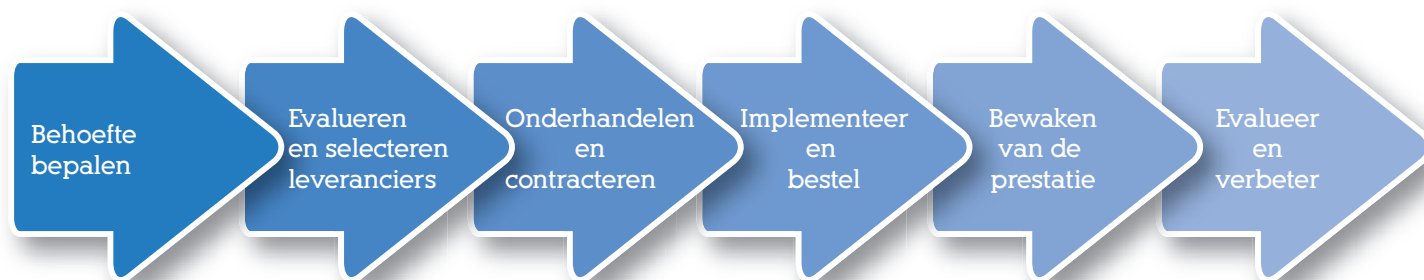 Behoefte
bepalen
Evalueren
en selecteren
leveranciers
Onderhandelen
en
contracteren
Implementeer
en
bestel
Bewaken
van de
prestatie
Evalueer
en
verbeter